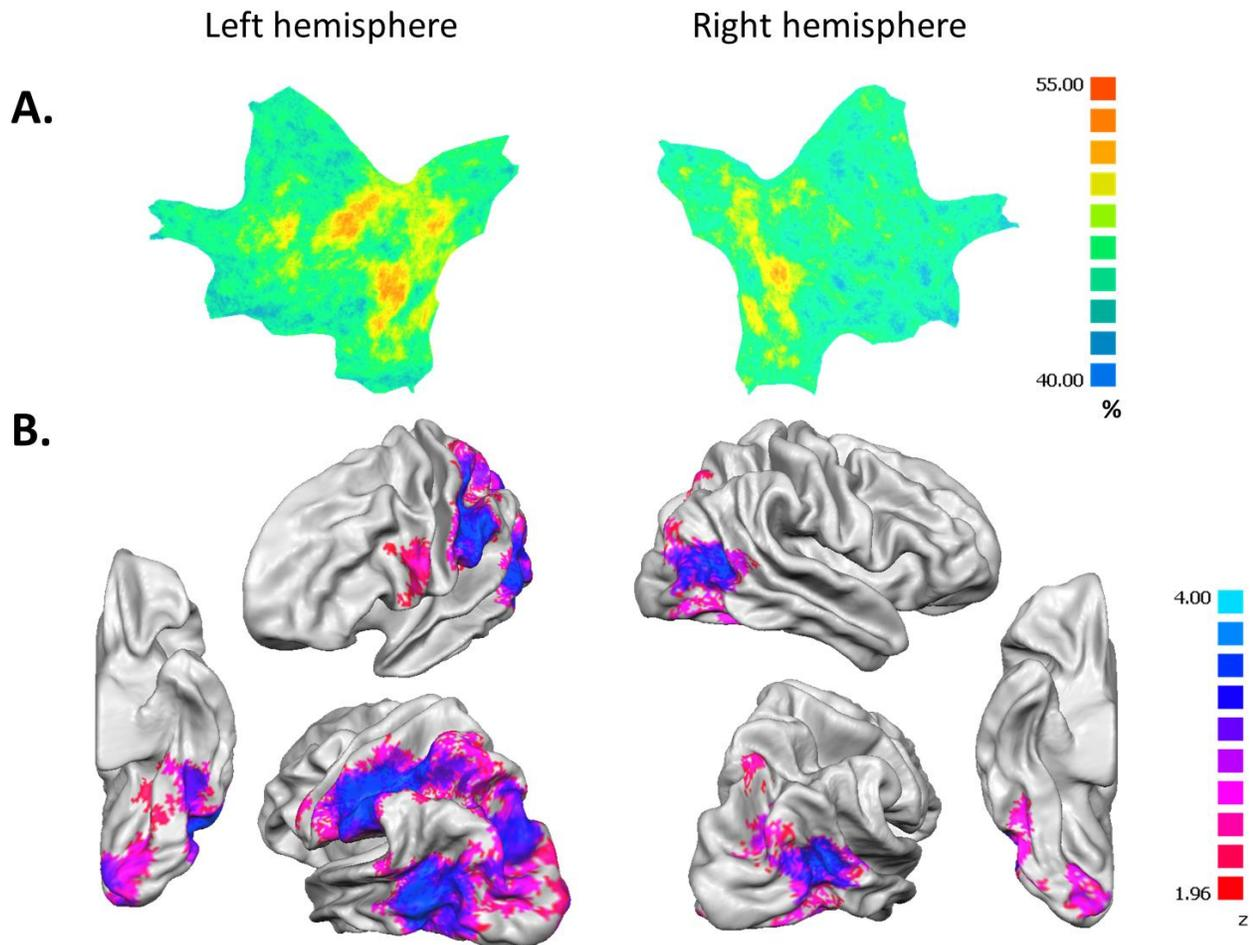 Left hemisphere
Right hemisphere
A.
55.00
40.00
%
B.
4.00
1.96
z